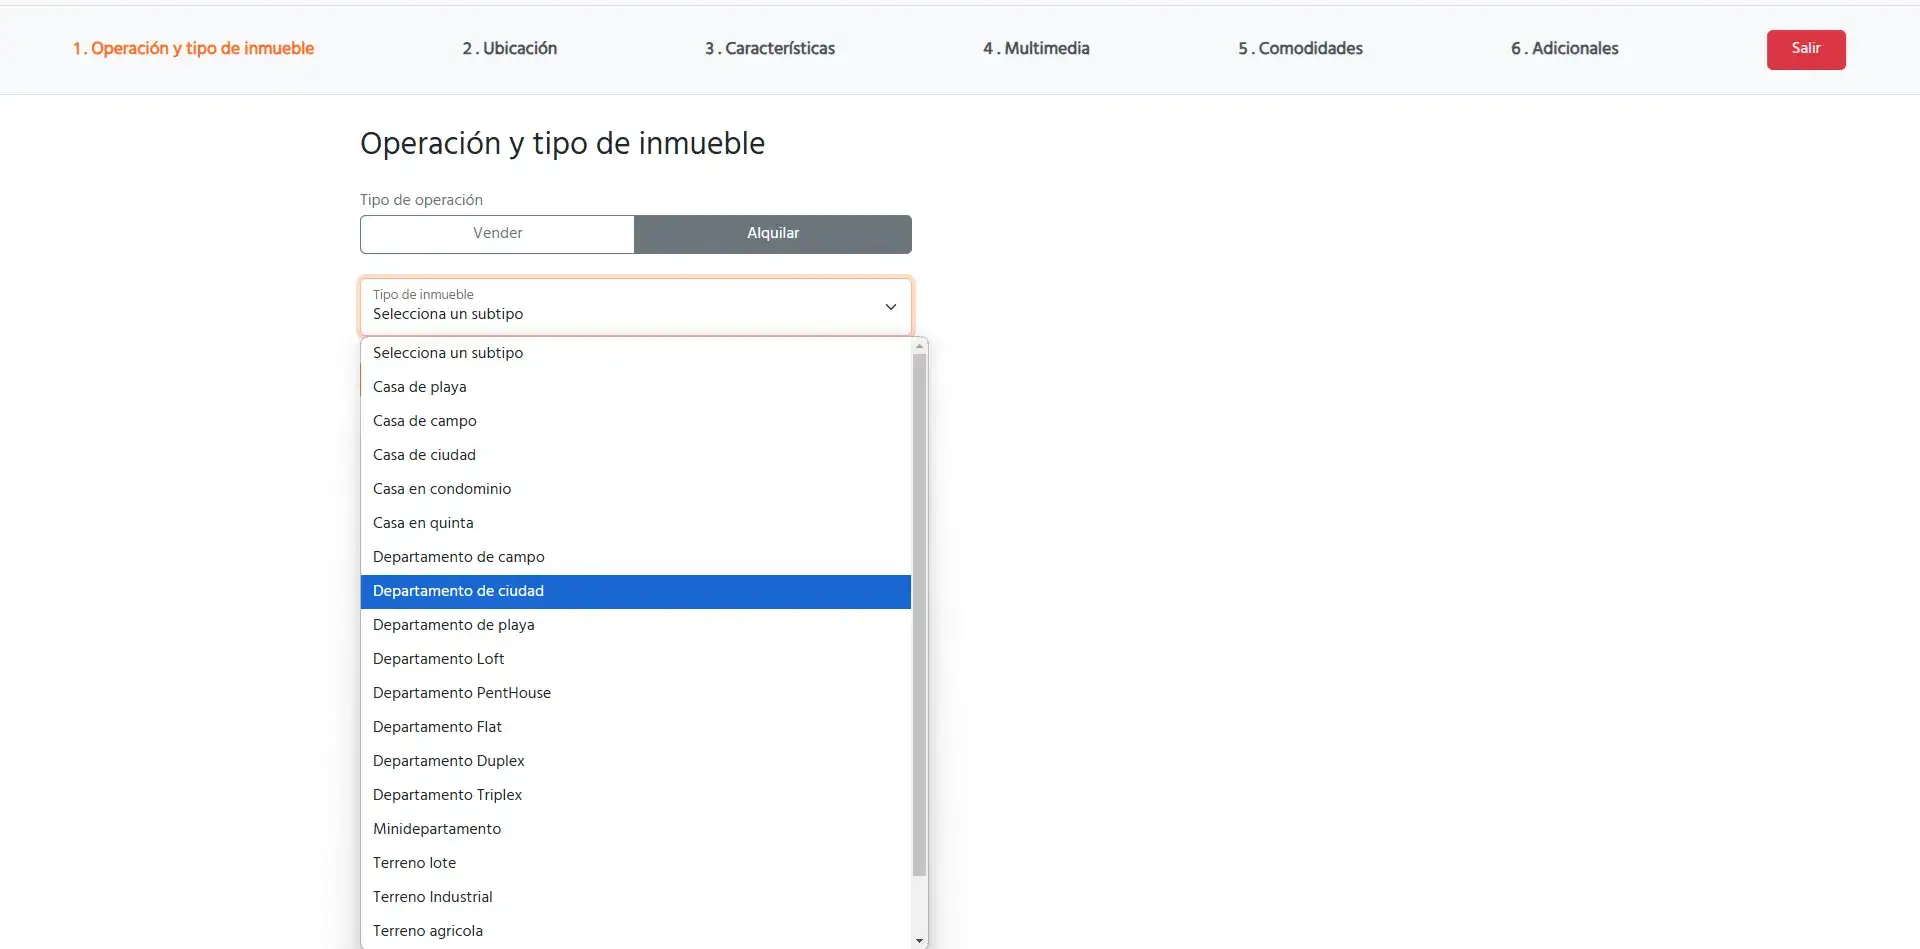 1 . Operación y tipo de inmueble
2 . Ubicación
3 . Características
4 . Multimedia
5 . Comodidades
6 . Adicionales
Salir
Operación y tipo de inmueble
Tipo de operación
Vender
Alquilar
Tipo de inmueble
Selecciona un subtipo
Selecciona un subtipo
Casa de playa
Casa de campo
Casa de ciudad
Casa en condominio
Casa en quinta
Departamento de campo
Departamento de ciudad
Departamento de playa
Departamento Loft
Departamento PentHouse
Departamento Flat
Departamento Duplex
Departamento Triplex
Minidepartamento
Terreno lote
Terreno Industrial
Terreno agricola